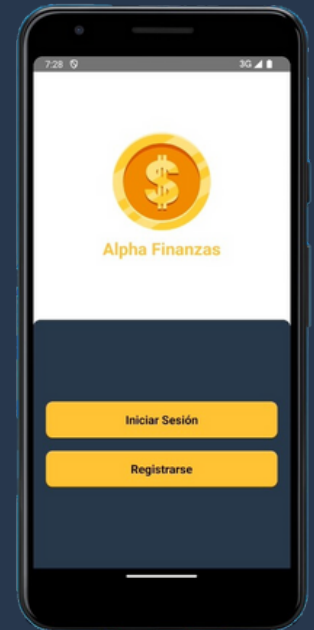 7:28 3G
$
Alpha Finanzas
Iniciar Sesión
Registrarse